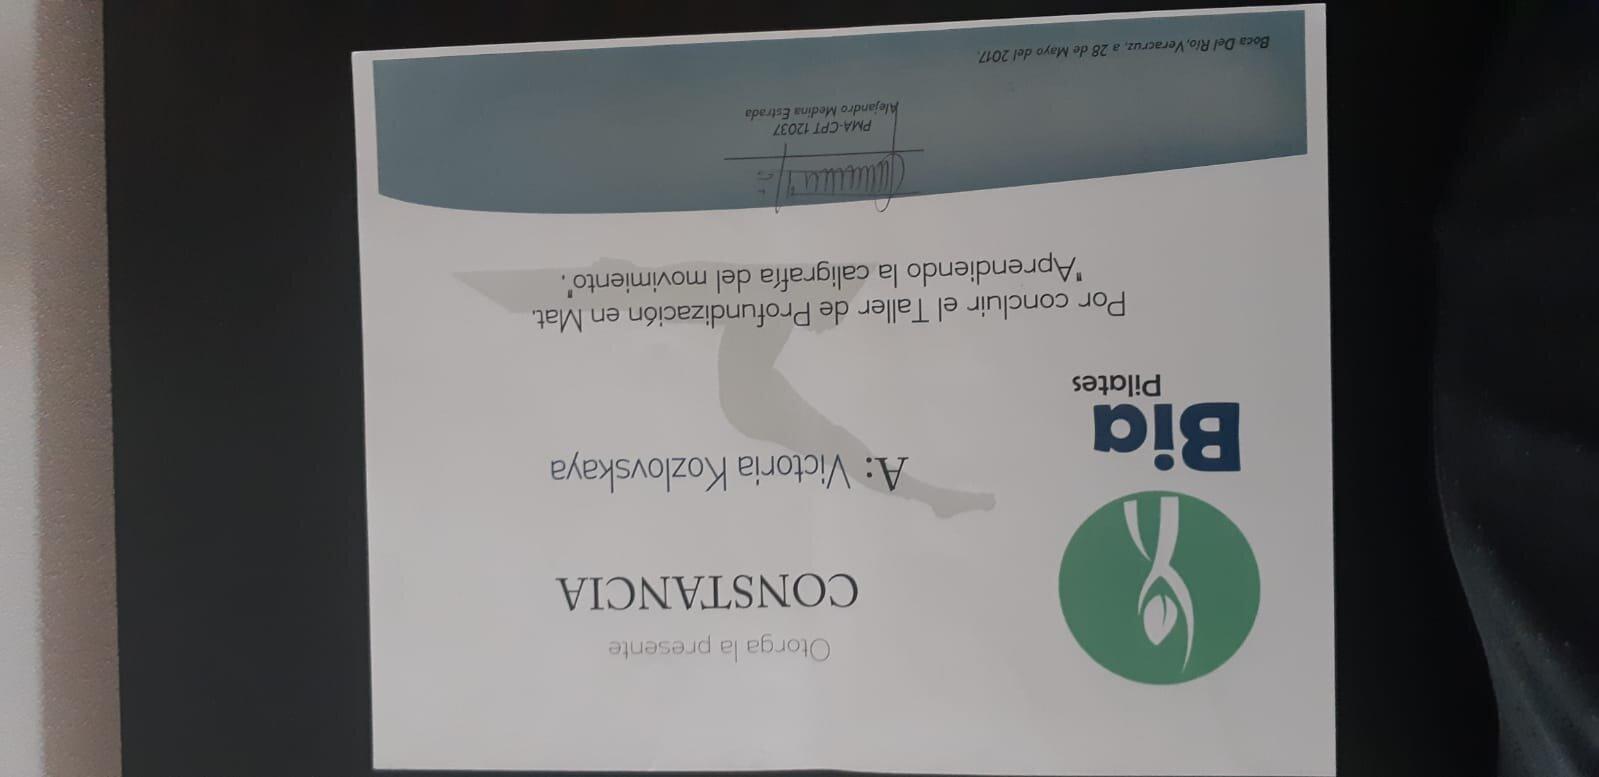 Otorga la presente
CONSTANCIA
A: Victoria Kozlovskaya
Bia
Pilates
Por concluir el Taller de Profundización en Mat.
"Aprendiendo la caligrafía del movimiento".
PMA-CPT 12037
Alejandro Medina Estrada
Boca Del Río, Veracruz, a 28 de Mayo del 2017.